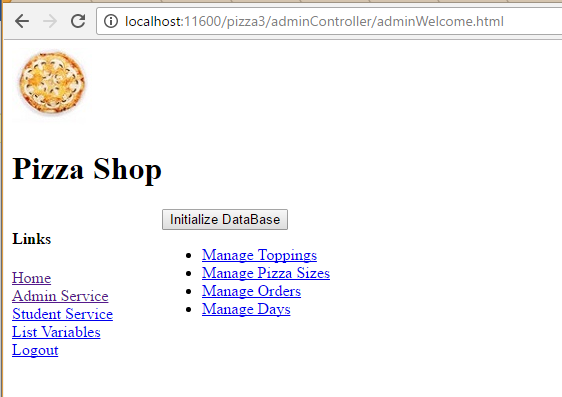 localhost:11600/pizza3/adminController/adminWelcome.html
Pizza Shop
Links
Home
Admin Service
Student Service
List Variables
Logout
Initialize DataBase
Manage Toppings
Manage Pizza Sizes
Manage Orders
Manage Days